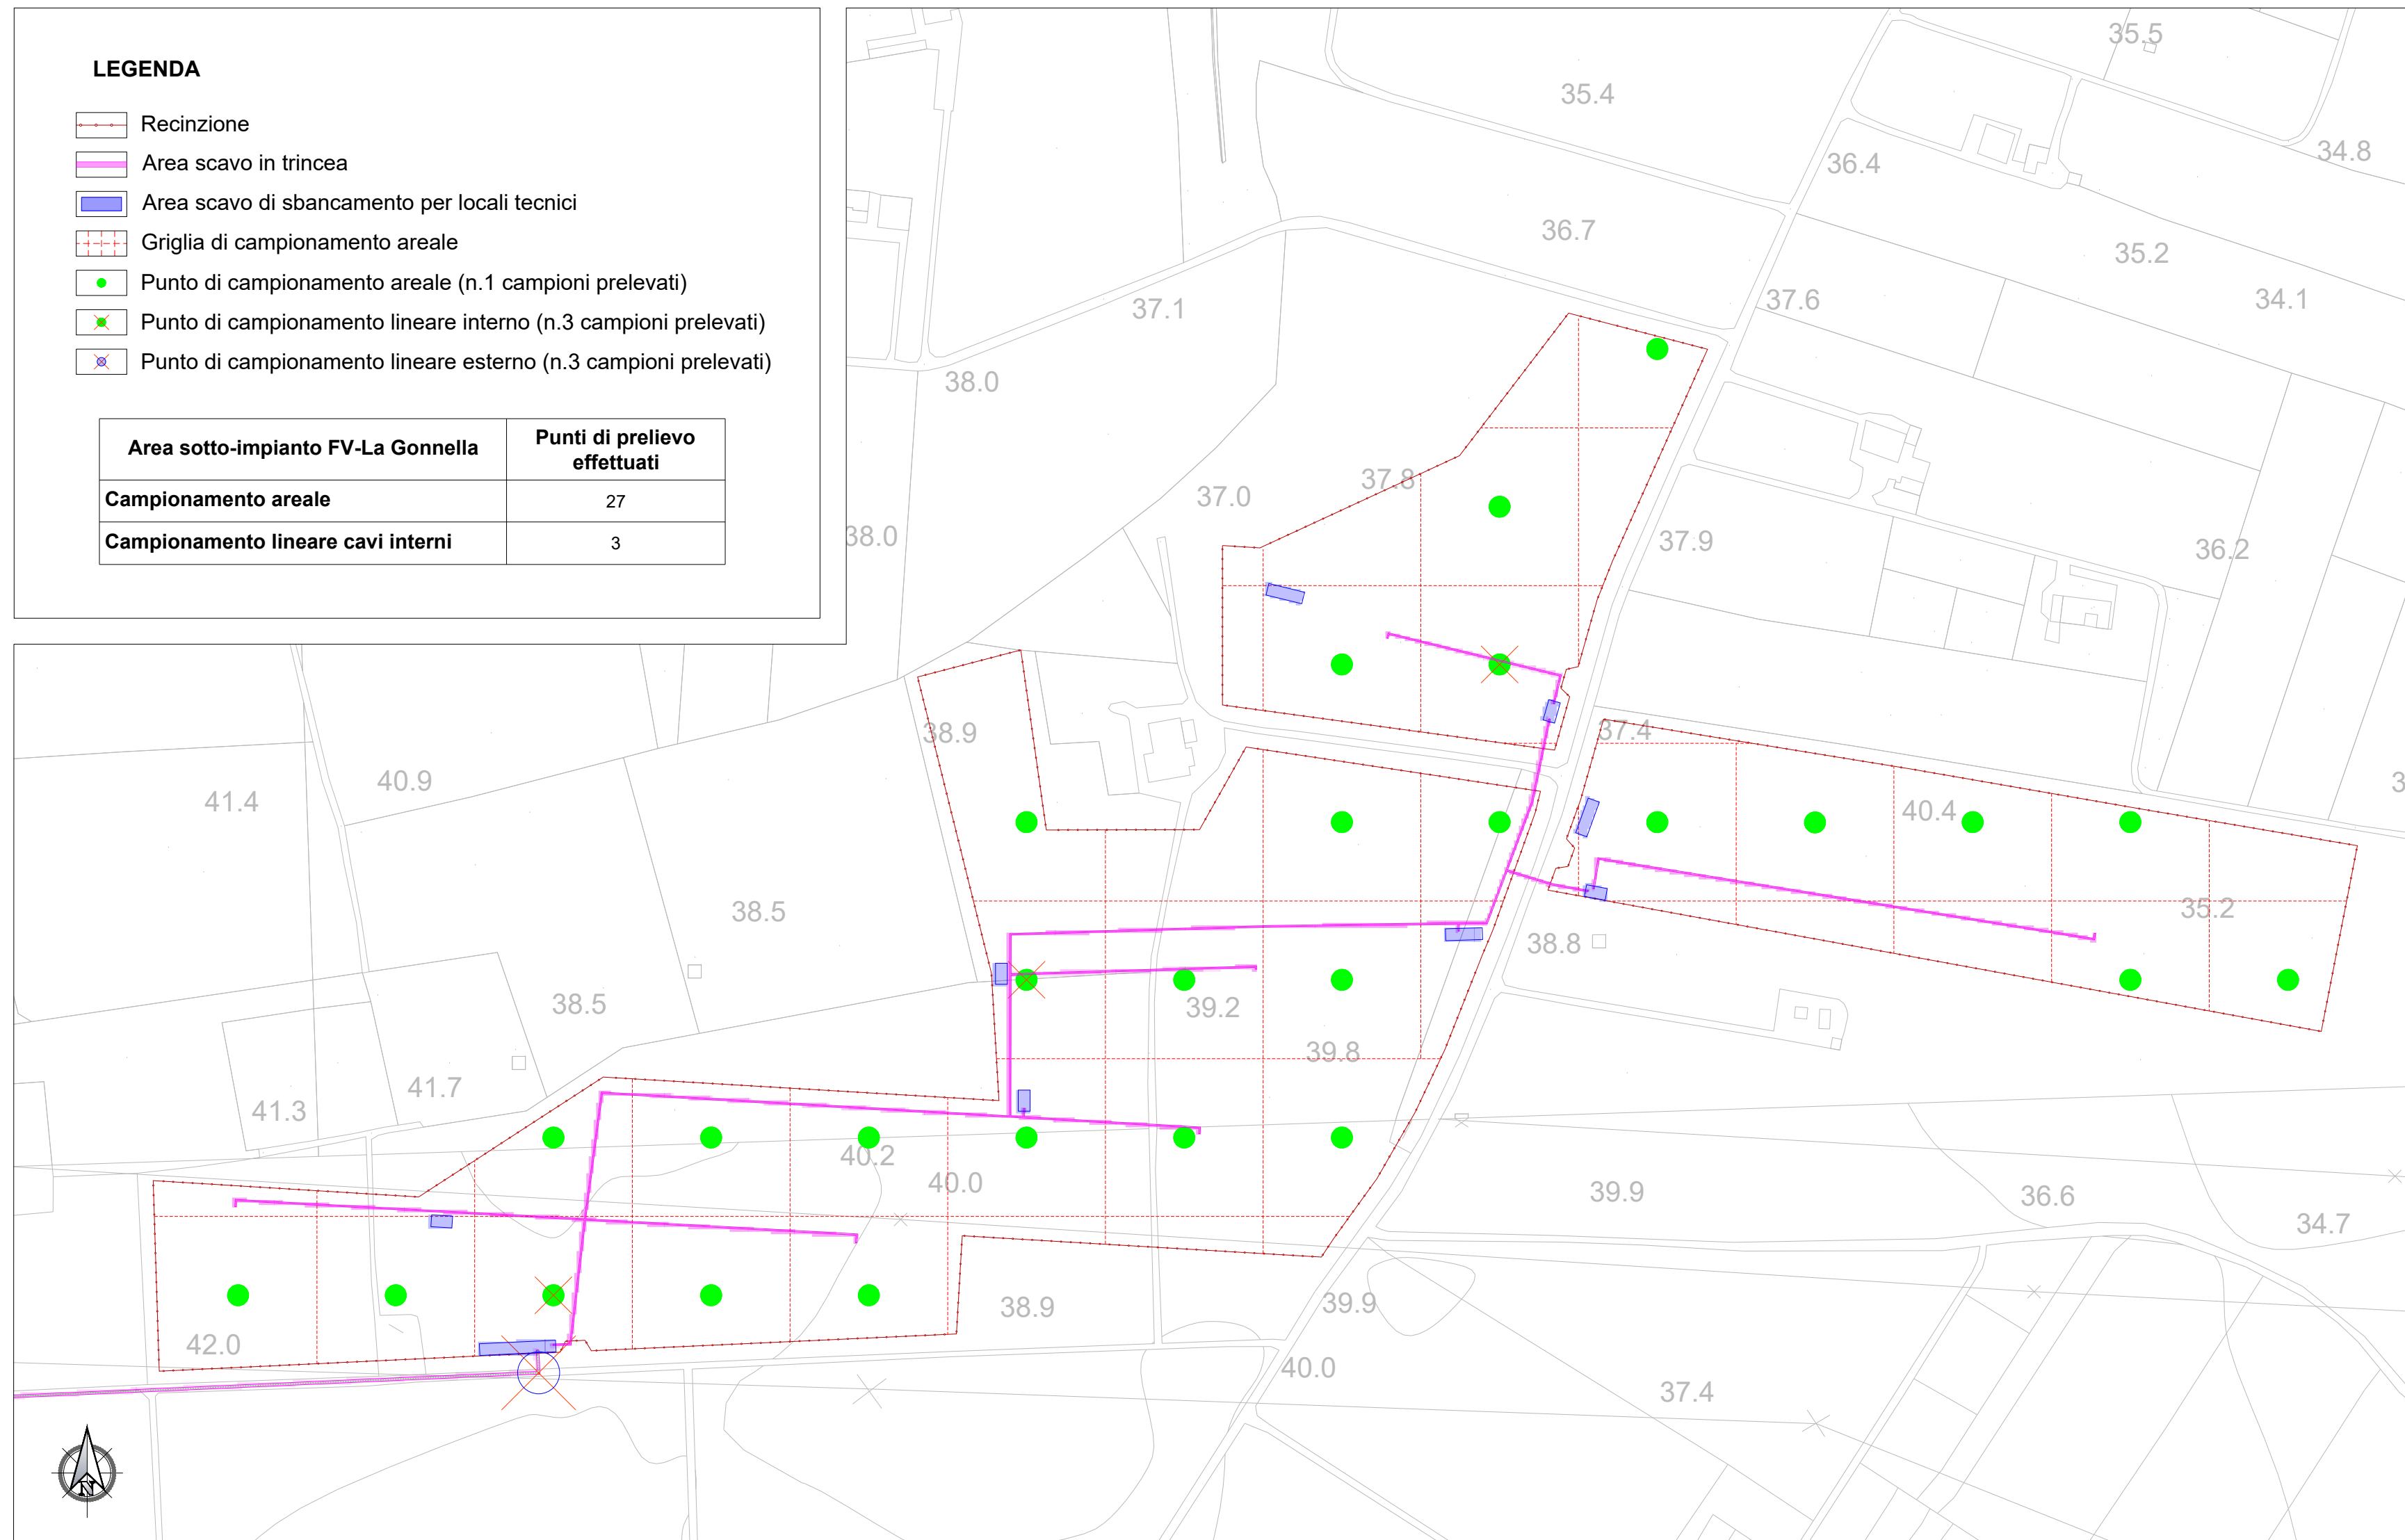 LEGENDA
Recinzione
Area scavo in trincea
Area scavo di sbancamento per locali tecnici
Griglia di campionamento areale
Punto di campionamento areale (n.1 campioni prelevati)
Punto di campionamento lineare interno (n.3 campioni prelevati)
Punto di campionamento lineare esterno (n.3 campioni prelevati)
Area sotto-impianto FV-La Gonnella
Punti di prelievo
effettuati
Campionamento areale
27
Campionamento lineare cavi interni
3
35.5
35.4
34.8
36.4
36.7
35.2
34.1
37.6
37.1
38.0
37.8
37.0
38.0
37.9
36.2
38.9
37.4
40.9
41.4
40.4
38.5
35.2
38.8
38.5
39.2
39.8
41.7
41.3
40.2
40.0
39.9
36.6
34.7
38.9
39.9
42.0
40.0
37.4
N